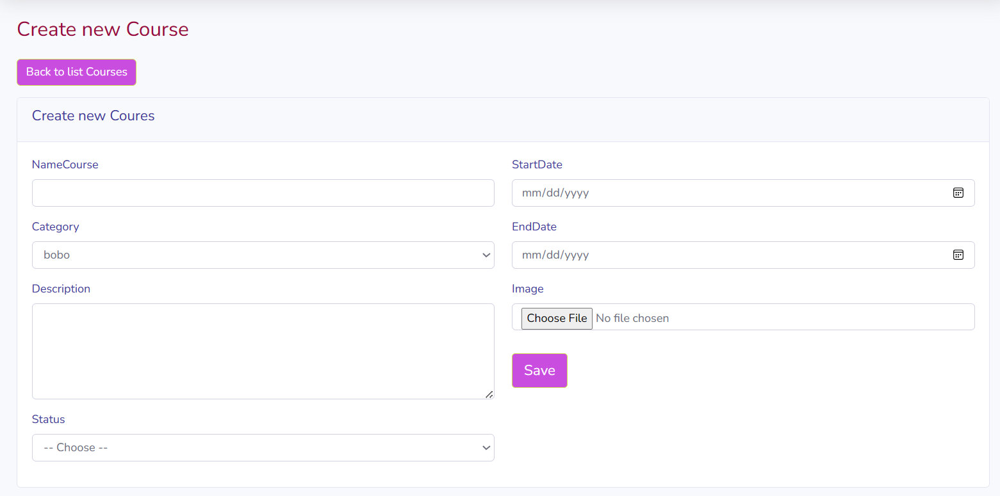 Create new Course
Back to list Courses
Create new Coures
NameCourse
Category
bobo
Description
Status
-- Choose --
StartDate
mm/dd/yyyy
EndDate
mm/dd/yyyy
Image
Choose File No file chosen
Save